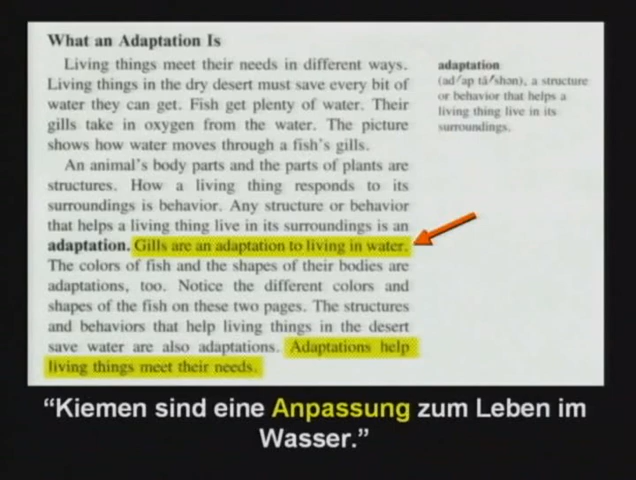 What an Adaptation Is
Living things meet their needs in different ways.
Living things in the dry desert must save every bit of
water they can get. Fish get plenty of water. Their
gills take in oxygen from the water. The picture
shows how water moves through a fish's gills.
An animal's body parts and the parts of plants are
structures. How a living thing responds to its
surroundings is behavior. Any structure or behavior
that helps a living thing live in its surroundings is an
adaptation. Gills are an adaptation to living in water.
The colors of fish and the shapes of their bodies are
adaptations, too. Notice the different colors and
shapes of the fish on these two pages. The structures
and behaviors that help living things in the desert
save water are also adaptations. Adaptations help
living things meet their needs.
adaptation
(ad/ap tā/shən), a structure
or behavior that helps a
living thing live in its
surroundings.
“Kiemen sind eine Anpassung zum Leben im
Wasser.”